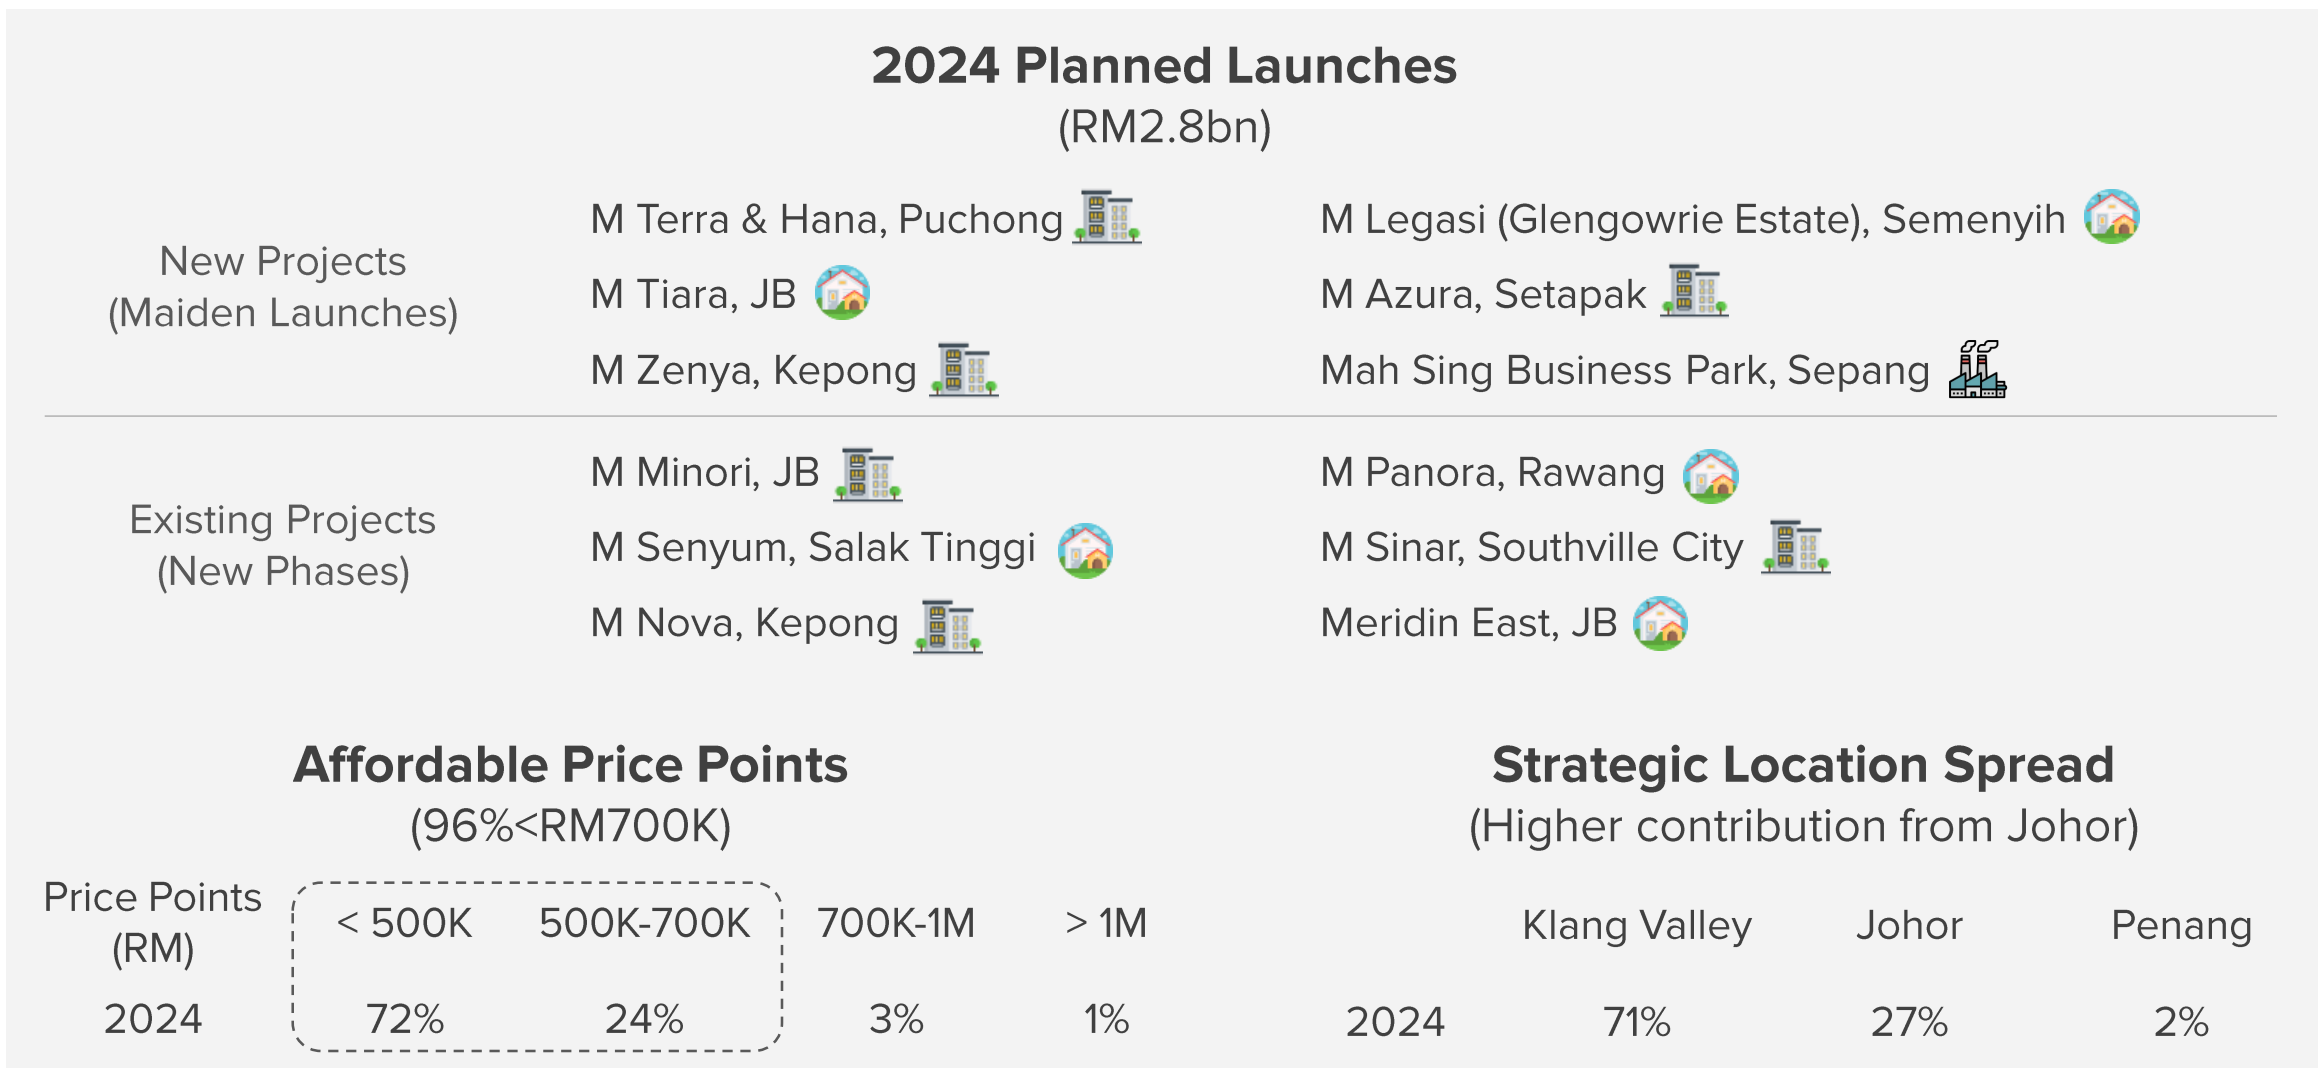 2024 Planned Launches
(RM2.8bn)
New Projects
(Maiden Launches)
M Terra & Hana, Puchong
M Legasi (Glengowrie Estate), Semenyih
M Tiara, JB
M Azura, Setapak
M Zenya, Kepong
Mah Sing Business Park, Sepang
Existing Projects
(New Phases)
M Minori, JB
M Panora, Rawang
M Senyum, Salak Tinggi
M Sinar, Southville City
M Nova, Kepong
Meridin East, JB
Affordable Price Points
(96%<RM700K)
Price Points
(RM)
< 500K 500K-700K 700K-1M > 1M
2024 72% 24% 3% 1%
Strategic Location Spread
(Higher contribution from Johor)
Klang Valley Johor Penang
2024 71% 27% 2%